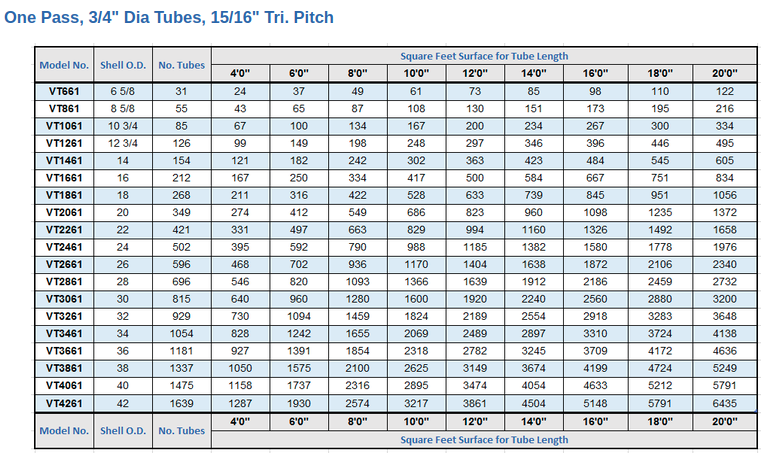 One Pass, 3/4" Dia Tubes, 15/16" Tri. Pitch
Model No. Shell O.D. No. Tubes Square Feet Surface for Tube Length
4'0" 6'0" 8'0" 10'0" 12'0" 14'0" 16'0" 18'0" 20'0"
VT661 6 5/8 31 24 37 49 61 73 85 98 110 122
VT861 8 5/8 55 43 65 87 108 130 151 173 195 216
VT1061 10 3/4 85 67 100 134 167 200 234 267 300 334
VT1261 12 3/4 126 99 149 198 248 297 346 396 446 495
VT1461 14 154 121 182 242 302 363 423 484 545 605
VT1661 16 212 167 250 334 417 500 584 667 751 834
VT1861 18 268 211 316 422 528 633 739 845 951 1056
VT2061 20 349 274 412 549 686 823 960 1098 1235 1372
VT2261 22 421 331 497 663 829 994 1160 1326 1492 1658
VT2461 24 502 395 592 790 988 1185 1382 1580 1778 1976
VT2661 26 596 468 702 936 1170 1404 1638 1872 2106 2340
VT2861 28 696 546 820 1093 1366 1639 1912 2186 2459 2732
VT3061 30 815 640 960 1280 1600 1920 2240 2560 2880 3200
VT3261 32 929 730 1094 1459 1824 2189 2554 2918 3283 3648
VT3461 34 1054 828 1242 1655 2069 2489 2897 3310 3724 4138
VT3661 36 1181 927 1391 1854 2318 2782 3245 3709 4172 4636
VT3861 38 1337 1050 1575 2100 2625 3149 3674 4199 4724 5249
VT4061 40 1475 1158 1737 2316 2895 3474 4054 4633 5212 5791
VT4261 42 1639 1287 1930 2574 3217 3861 4504 5148 5791 6435
Model No. Shell O.D. No. Tubes 4'0" 6'0" 8'0" 10'0" 12'0" 14'0" 16'0" 18'0" 20'0"
Square Feet Surface for Tube Length